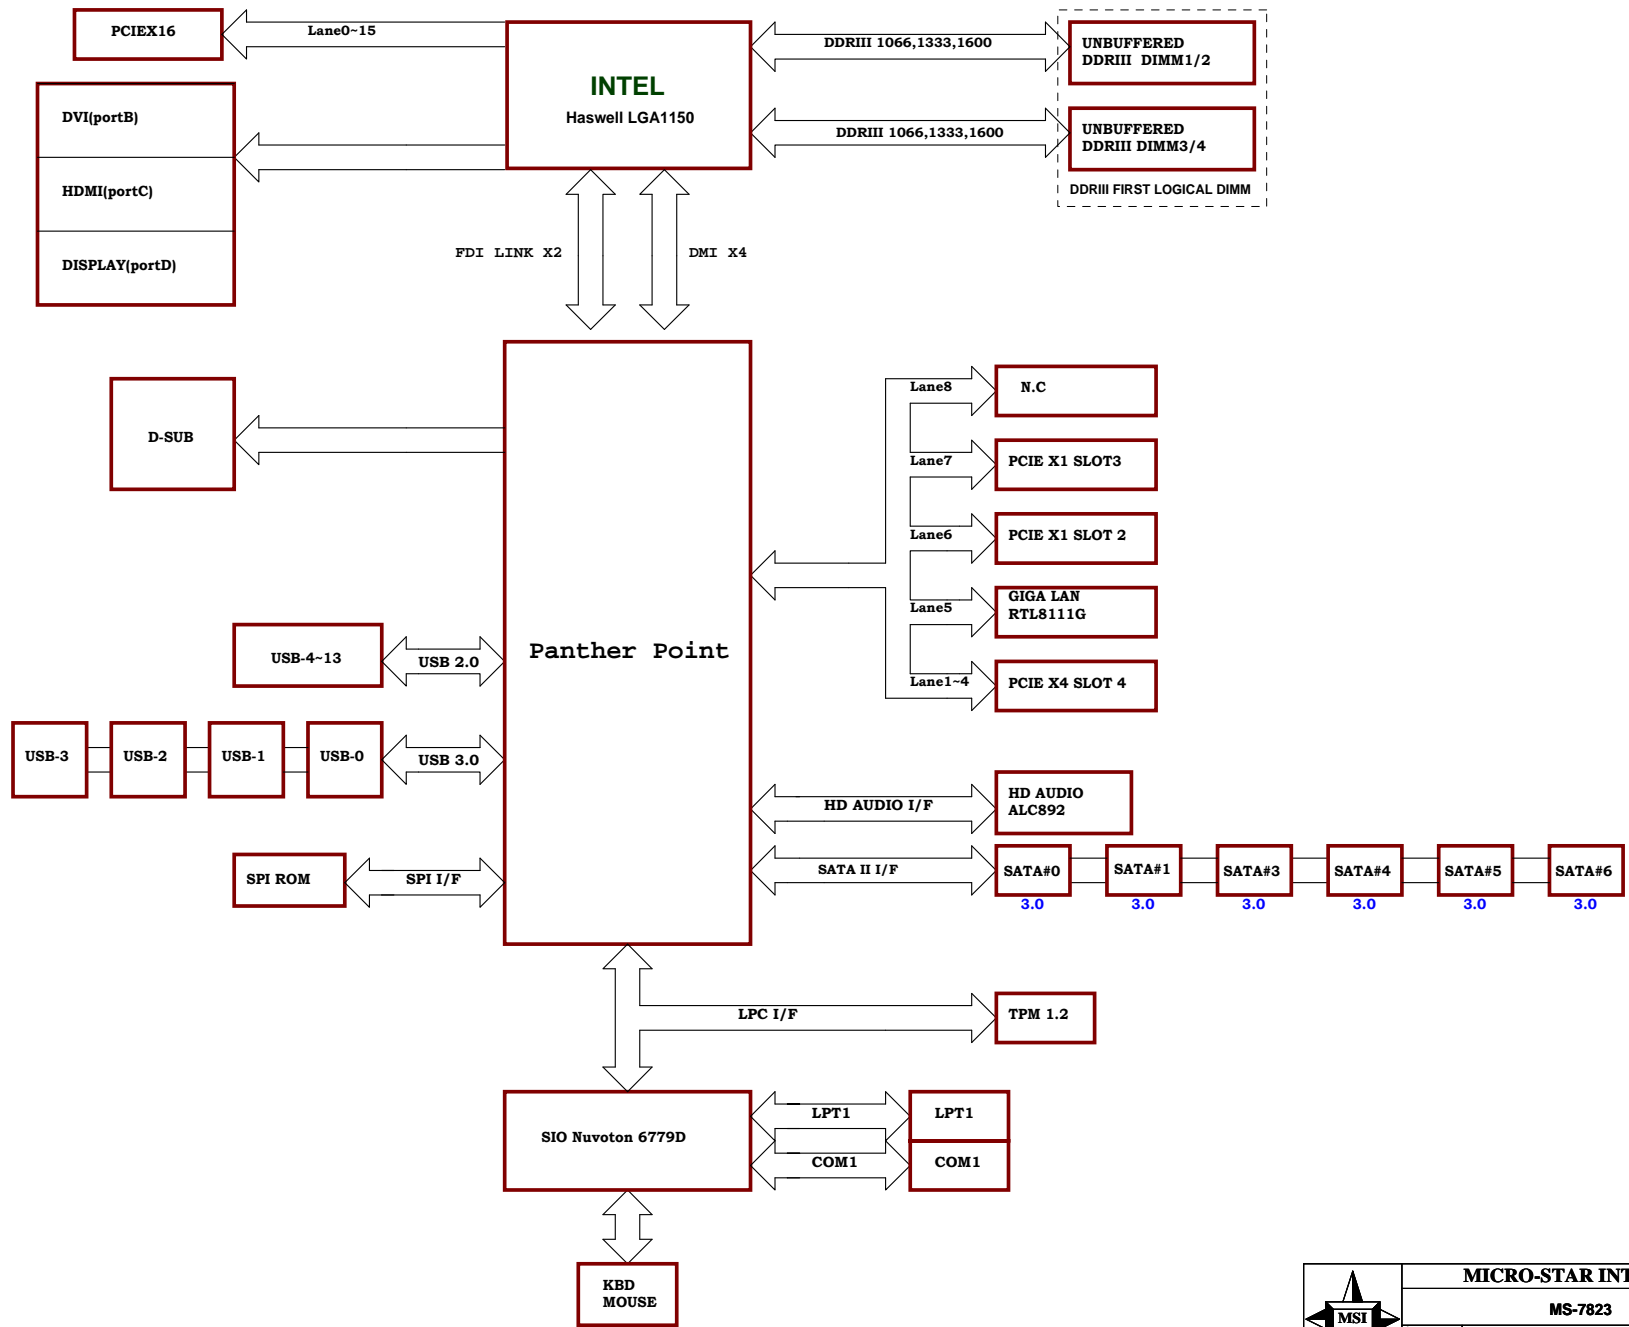 PCIEX16
Lane0~15
INTEL
Haswell LGA1150
DDRIII 1066,1333,1600
UNBUFFERED
DDRIII DIMM1/2
DDRIII 1066,1333,1600
UNBUFFERED
DDRIII DIMM3/4
DDRIII FIRST LOGICAL DIMM
DVI(portB)
HDMI(portC)
DISPLAY(portD)
FDI LINK X2
DMI X4
D-SUB
Panther Point
Lane8
N.C
Lane7
PCIE X1 SLOT3
Lane6
PCIE X1 SLOT 2
Lane5
GIGA LAN
RTL8111G
Lane1~4
PCIE X4 SLOT 4
USB-4~13
USB 2.0
USB-3
USB-2
USB-1
USB-0
USB 3.0
HD AUDIO I/F
HD AUDIO
ALC892
SPI ROM
SPI I/F
SATA II I/F
SATA#0
SATA#1
SATA#3
SATA#4
SATA#5
SATA#6
3.0
3.0
3.0
3.0
3.0
3.0
LPC I/F
TPM 1.2
SIO Nuvoton 6779D
LPT1
LPT1
COM1
COM1
KBD
MOUSE
MSI
MICRO-STAR INT
MS-7823